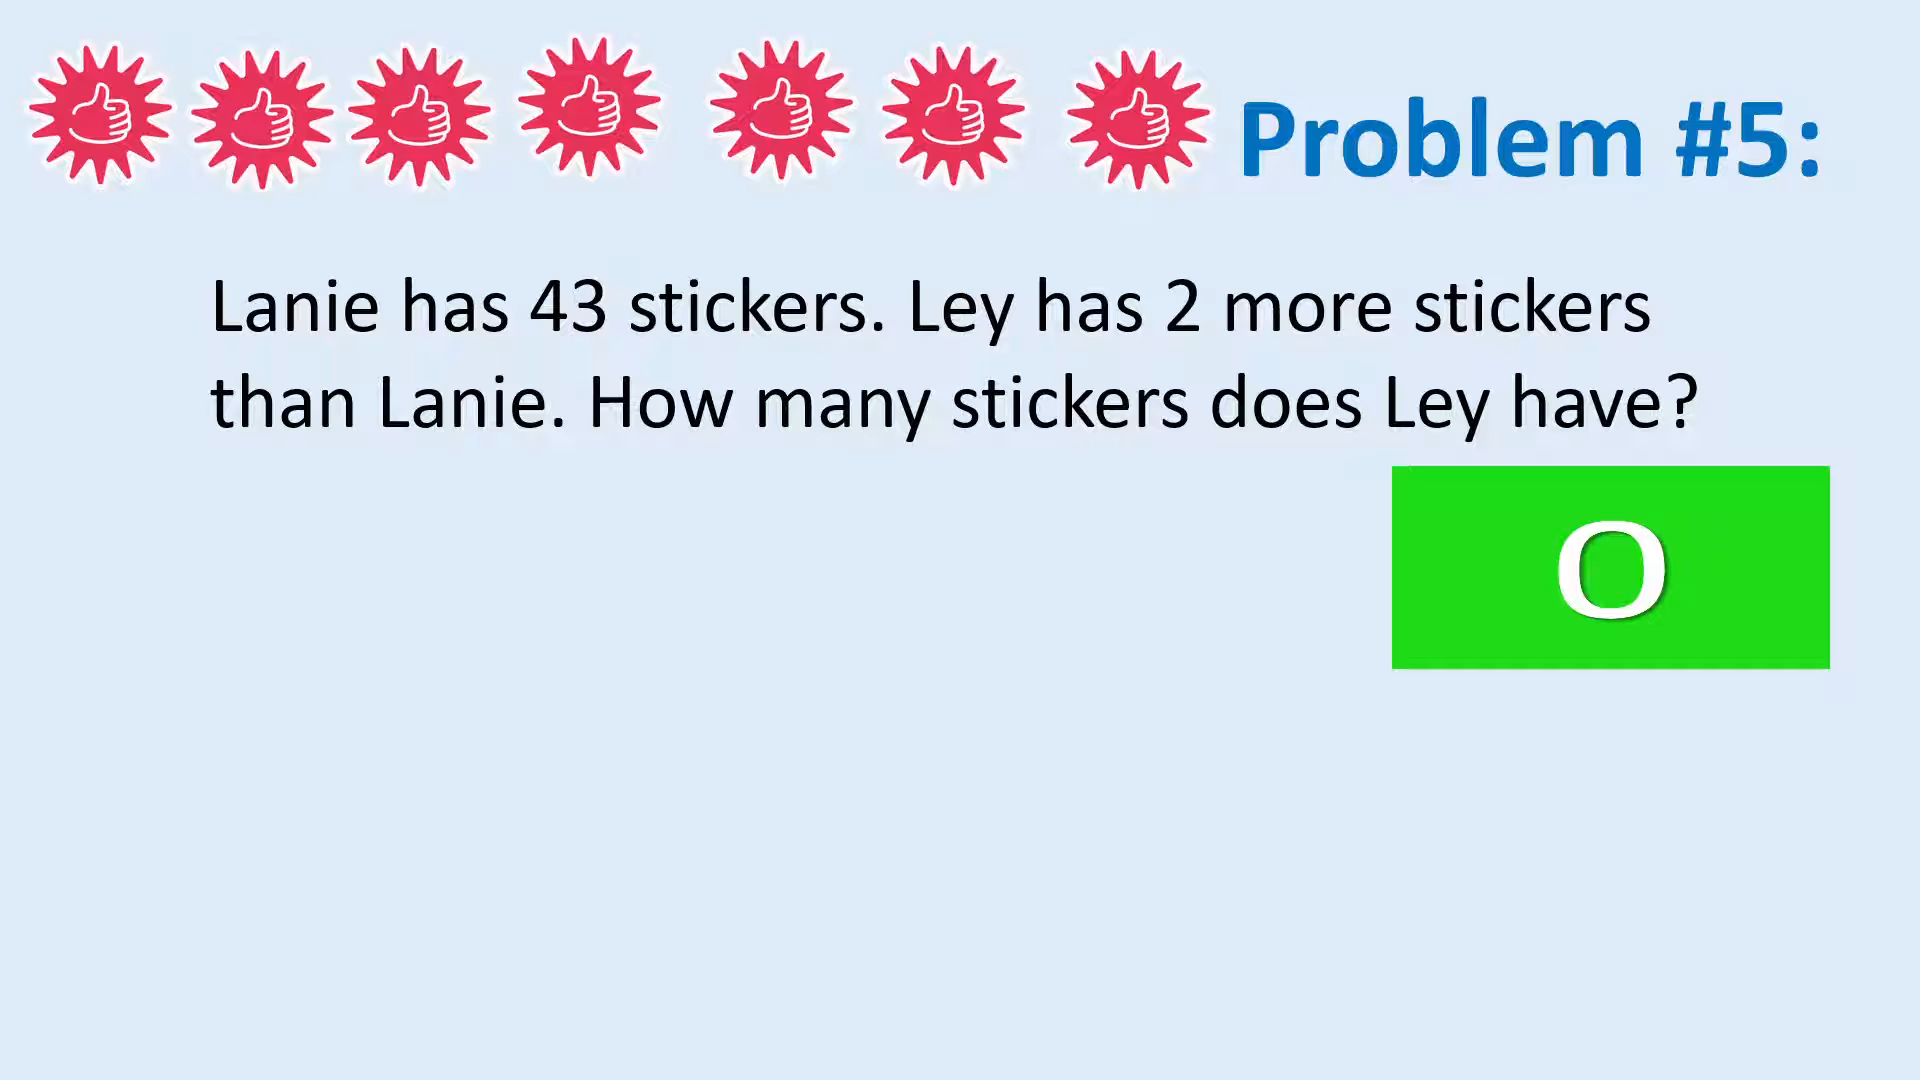 Problem #5:
Lanie has 43 stickers. Ley has 2 more stickers
than Lanie. How many stickers does Ley have?
0